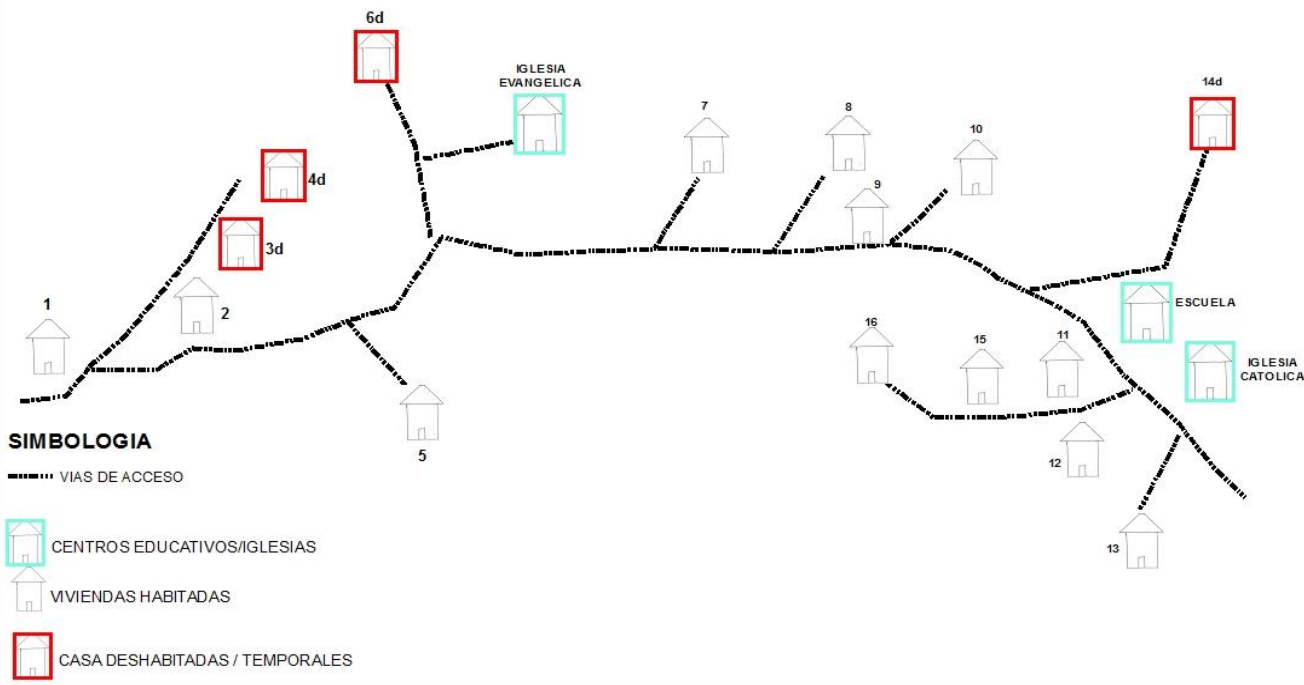 6d
IGLESIA
EVANGELICA
14d
7
8
10
4d
9
3d
1
2
ESCUELA
16
15
11
IGLESIA
CATOLICA
5
12
13
SIMBOLOGIA
VIAS DE ACCESO
CENTROS EDUCATIVOS/IGLESIAS
VIVIENDAS HABITADAS
CASA DESHABITADAS / TEMPORALES